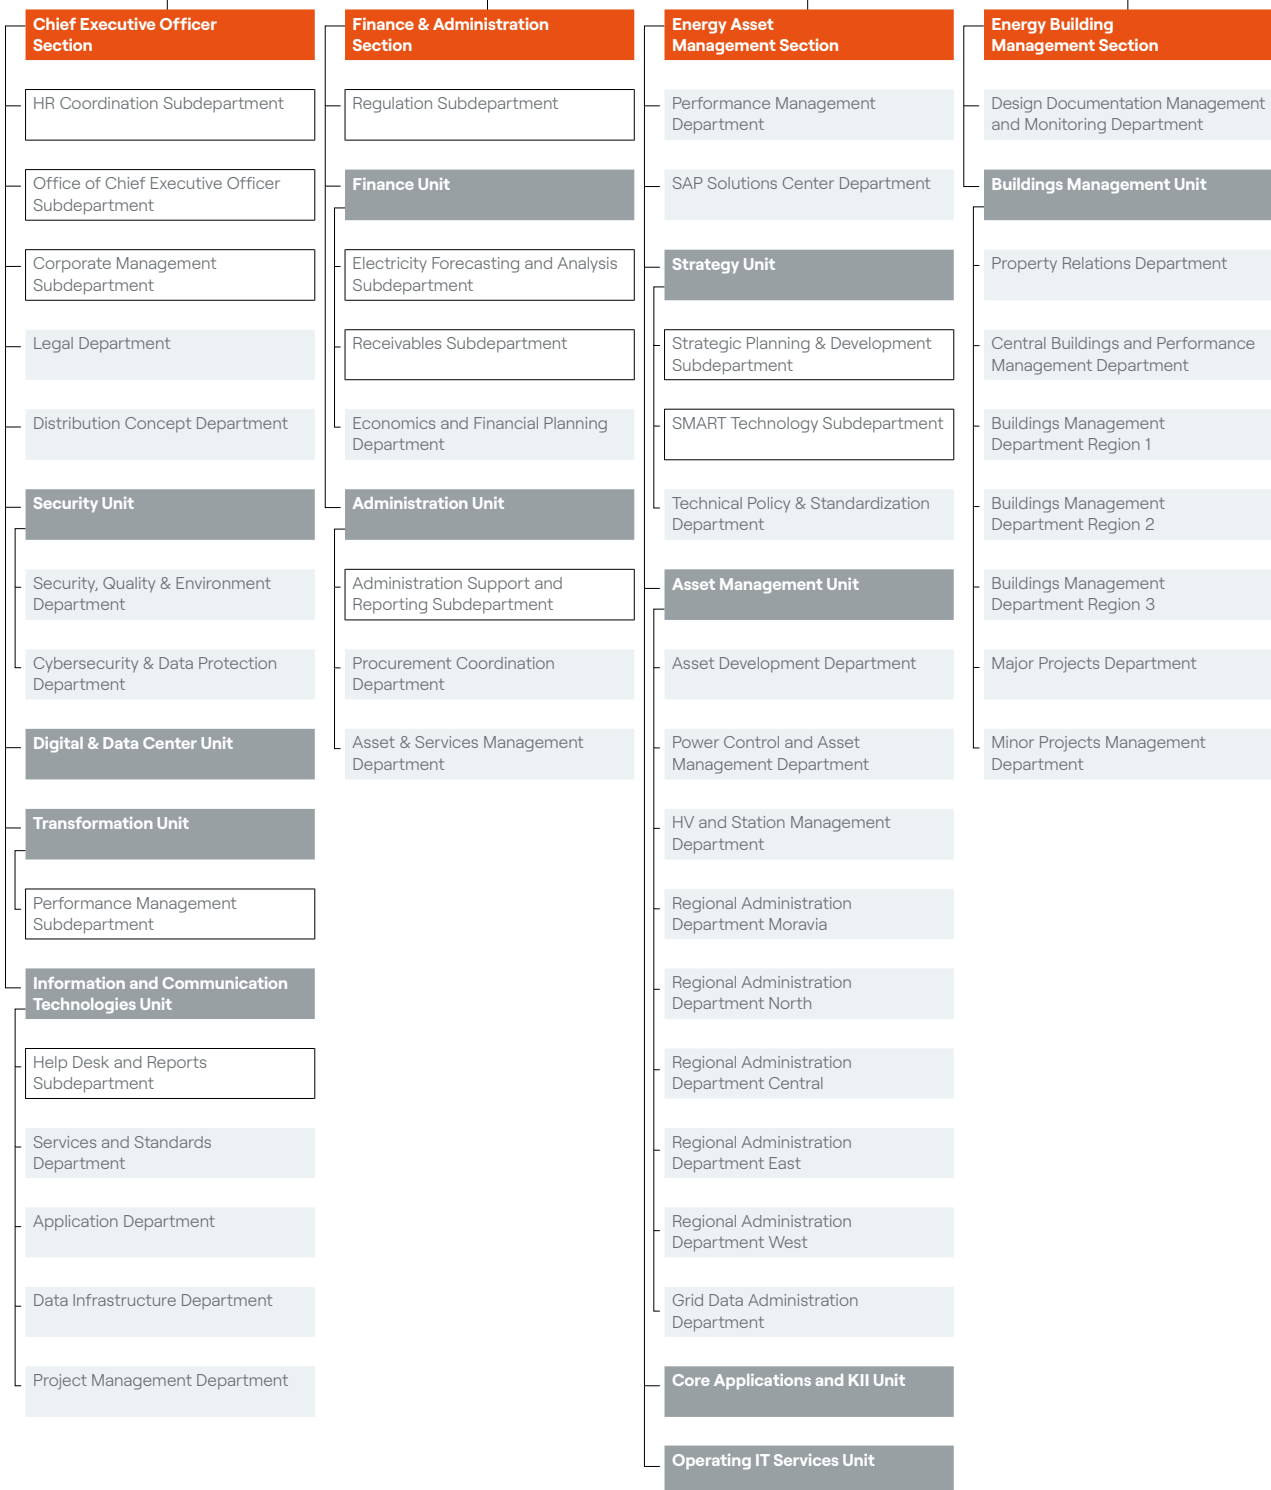 Chief Executive Officer
Section
HR Coordination Subdepartment
Office of Chief Executive Officer
Subdepartment
Corporate Management
Subdepartment
Legal Department
Distribution Concept Department
Security Unit
Security, Quality & Environment
Department
Cybersecurity & Data Protection
Department
Digital & Data Center Unit
Transformation Unit
Performance Management
Subdepartment
Information and Communication
Technologies Unit
Help Desk and Reports
Subdepartment
Services and Standards
Department
Application Department
Data Infrastructure Department
Project Management Department
Finance & Administration
Section
Regulation Subdepartment
Finance Unit
Electricity Forecasting and Analysis
Subdepartment
Receivables Subdepartment
Economics and Financial Planning
Department
Administration Unit
Administration Support and
Reporting Subdepartment
Procurement Coordination
Department
Asset & Services Management
Department
Energy Asset
Management Section
Performance Management
Department
SAP Solutions Center Department
Strategy Unit
Strategic Planning & Development
Subdepartment
SMART Technology Subdepartment
Technical Policy & Standardization
Department
Asset Management Unit
Asset Development Department
Power Control and Asset
Management Department
HV and Station Management
Department
Regional Administration
Department Moravia
Regional Administration
Department North
Regional Administration
Department Central
Regional Administration
Department East
Regional Administration
Department West
Grid Data Administration
Department
Core Applications and KII Unit
Operating IT Services Unit
Energy Building
Management Section
Design Documentation Management
and Monitoring Department
Buildings Management Unit
Property Relations Department
Central Buildings and Performance
Management Department
Buildings Management
Department Region 1
Buildings Management
Department Region 2
Buildings Management
Department Region 3
Major Projects Department
Minor Projects Management
Department